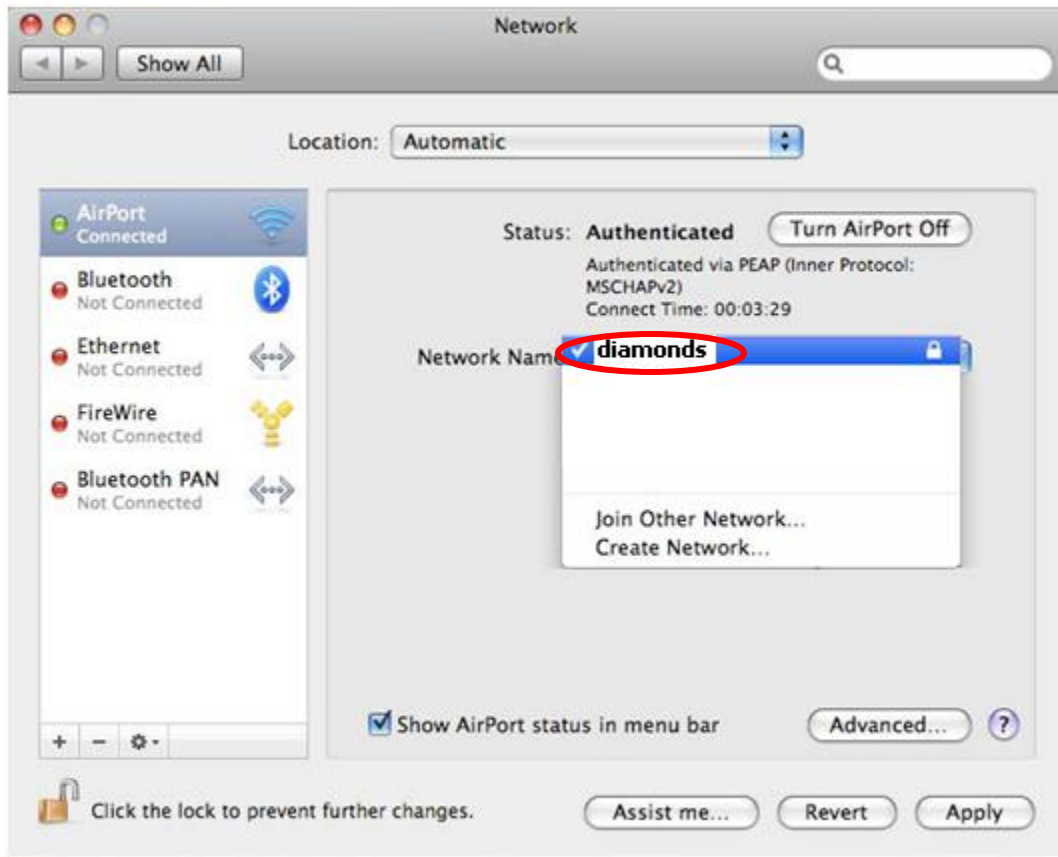 Network
Show All
Location: Automatic
AirPort
Connected
Bluetooth
Not Connected
Ethernet
Not Connected
FireWire
Not Connected
Bluetooth PAN
Not Connected
Status: Authenticated Turn AirPort Off
Authenticated via PEAP (Inner Protocol:
MSCHAPv2)
Connect Time: 00:03:29
Network Name diamonds
Join Other Network...
Create Network...
Show AirPort status in menu bar Advanced... ?
Click the lock to prevent further changes. Assist me... Revert Apply